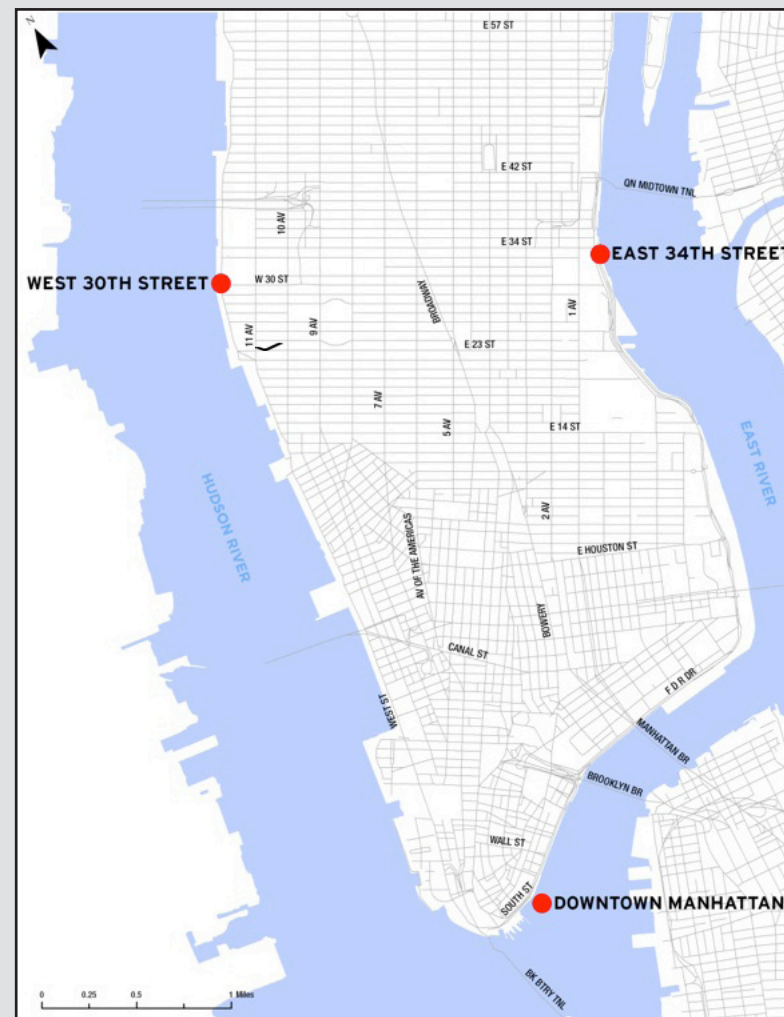 N
E 57 ST
E 42 ST
QN MIDTOWN TNL
10 AV
E 34 ST
EAST 34TH STREET
WEST 30TH STREET
W 30 ST
BROADWAY
1 AV
11 AV
9 AV
E 23 ST
7 AV
5 AV
E 14 ST
EAST RIVER
HUDSON RIVER
2 AV
AV OF THE AMERICAS
E HOUSTON ST
BOWERY
CANAL ST
F D R DR
WEST ST
MANHATTAN BR
BROOKLYN BR
WALL ST
SOUTH ST
DOWNTOWN MANHATTAN
BK BTRY TNL
0 0.25 0.5 1 Miles